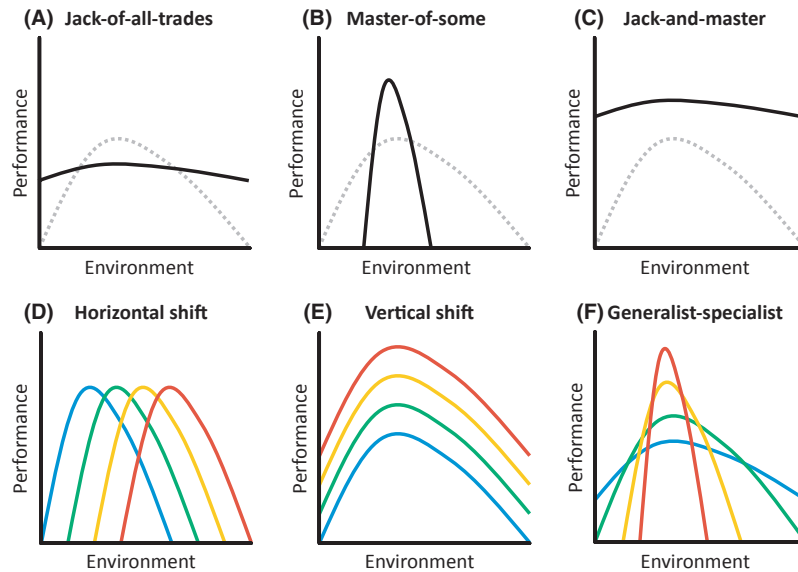 (A) Jack-of-all-trades
Performance
Environment
(B) Master-of-some
Performance
Environment
(C) Jack-and-master
Performance
Environment
(D) Horizontal shift
Performance
Environment
(E) Vertical shift
Performance
Environment
(F) Generalist-specialist
Performance
Environment